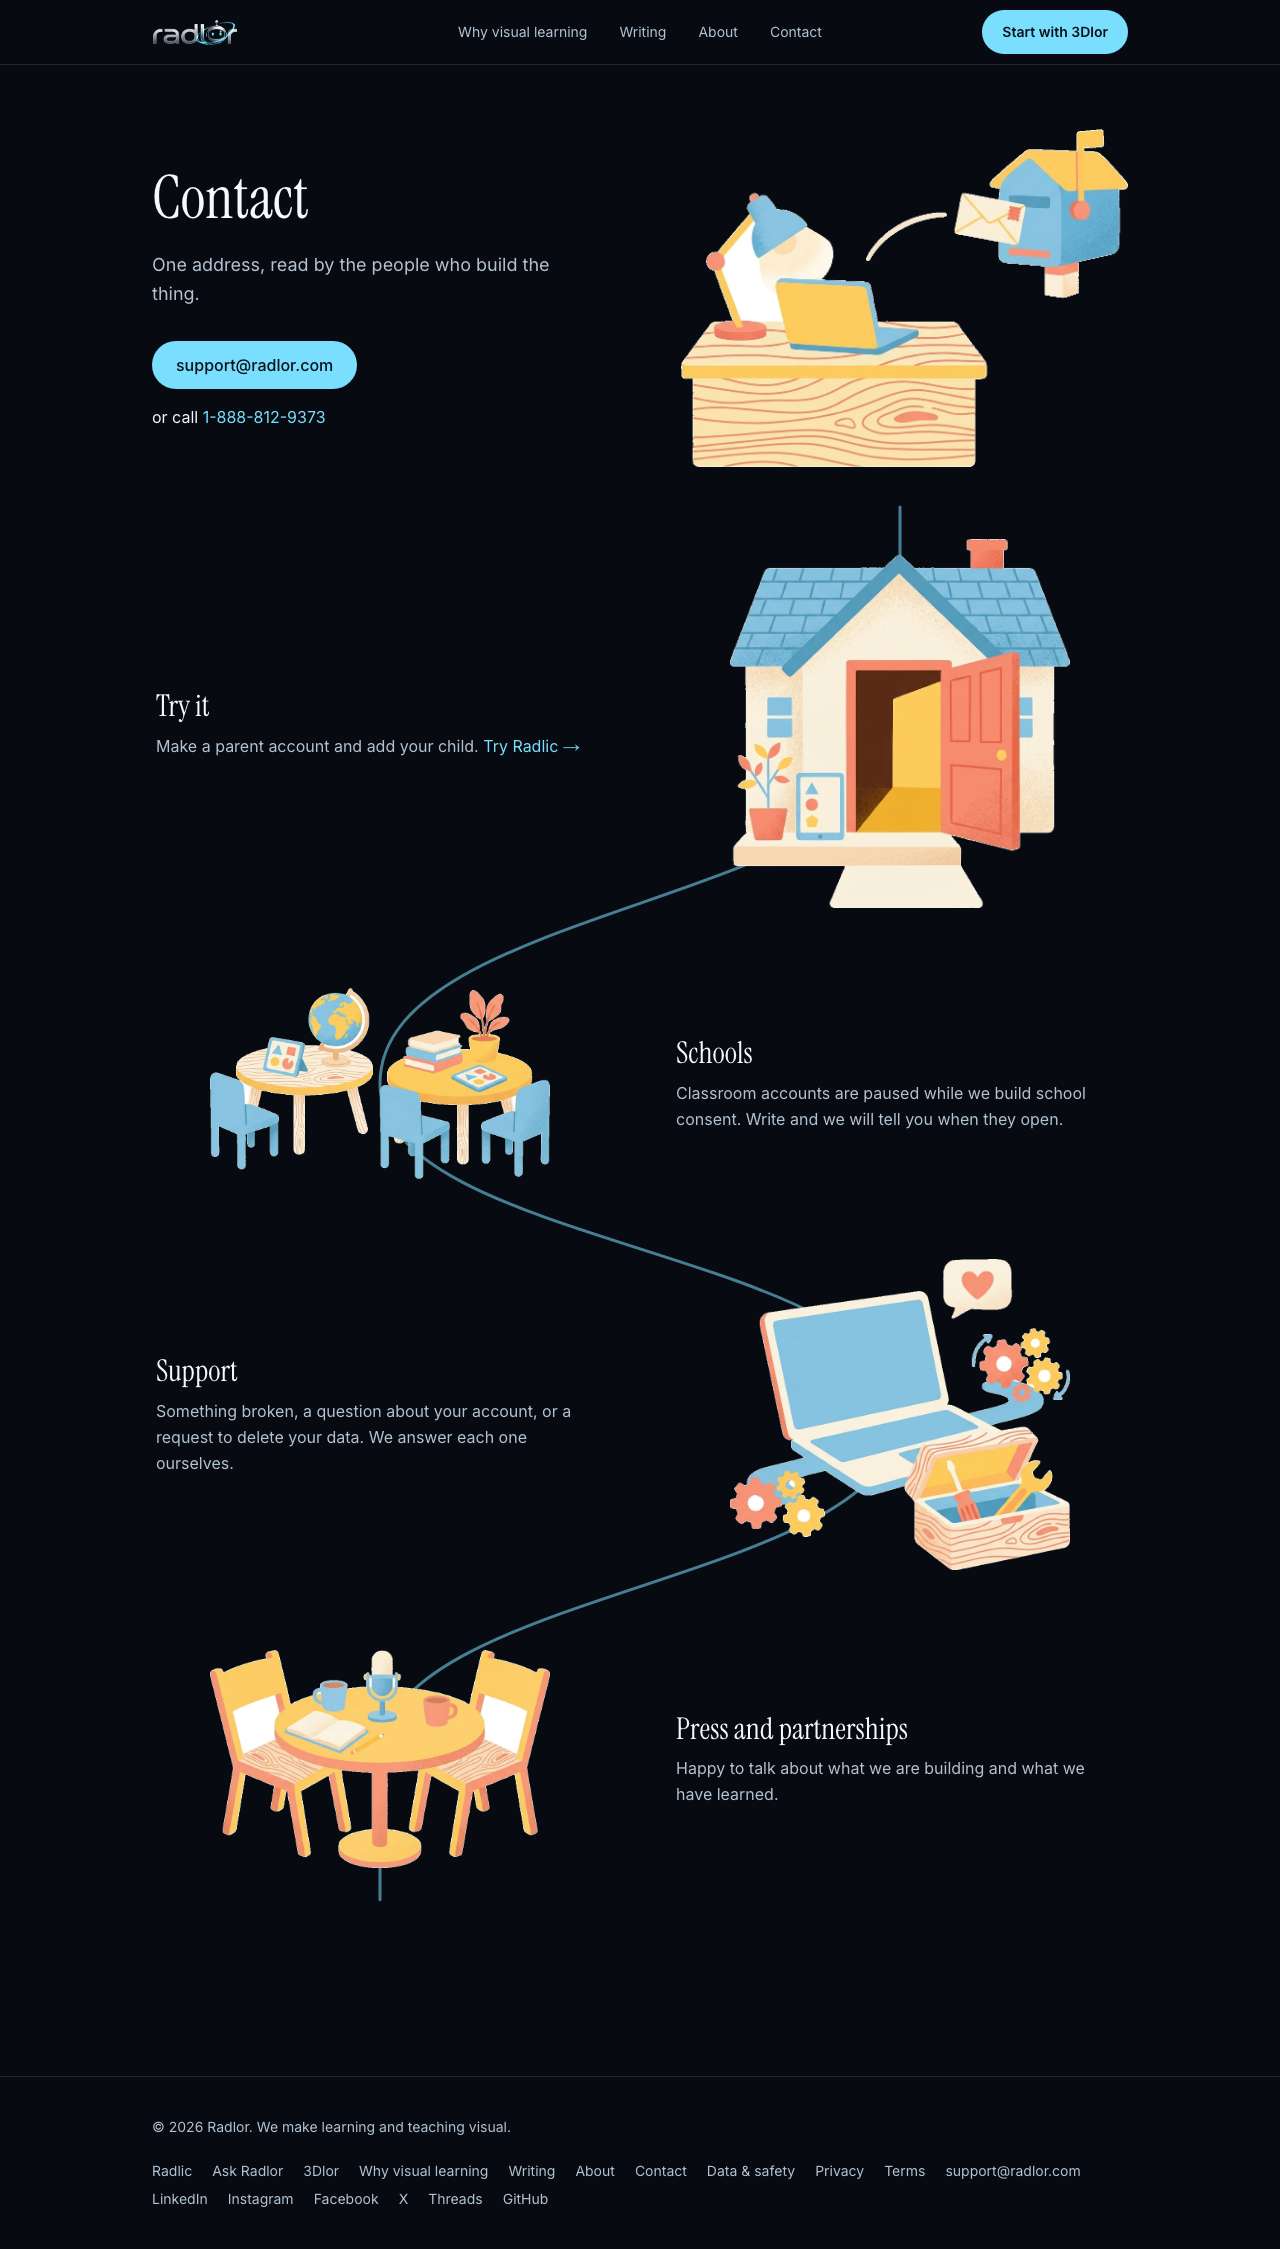 radlor
Why visual learning
Writing
About
Contact
Start with 3Dlor
Contact
One address, read by the people who build the
thing.
support@radlor.com
or call 1-888-812-9373
Try it
Make a parent account and add your child. Try Radlic →
Schools
Classroom accounts are paused while we build school
consent. Write and we will tell you when they open.
Support
Something broken, a question about your account, or a
request to delete your data. We answer each one
ourselves.
Press and partnerships
Happy to talk about what we are building and what we
have learned.
© 2026 Radlor. We make learning and teaching visual.
Radlic Ask Radlor 3Dlor Why visual learning Writing About Contact Data & safety Privacy Terms support@radlor.com
LinkedIn Instagram Facebook X Threads GitHub